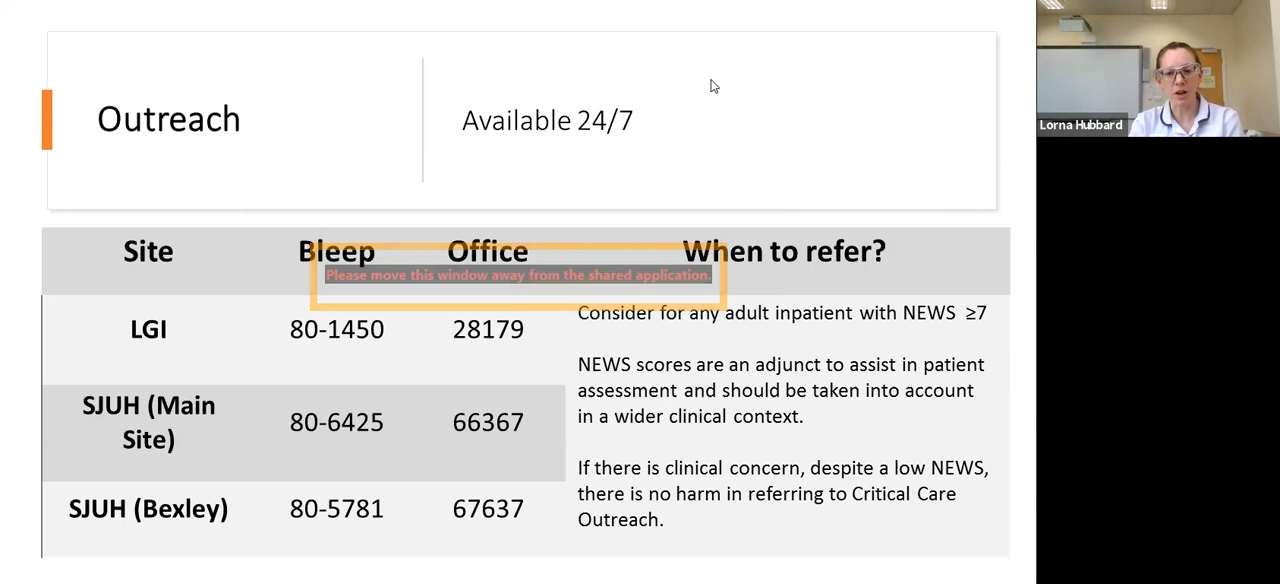 Outreach
Available 24/7
Lorna Hubbard
Site Bleep Office When to refer?
Please move this window away from the shared application.
LGI 80-1450 28179
SJUH (Main
Site) 80-6425 66367
SJUH (Bexley) 80-5781 67637
Consider for any adult inpatient with NEWS ≥7
NEWS scores are an adjunct to assist in patient
assessment and should be taken into account
in a wider clinical context.
If there is clinical concern, despite a low NEWS,
there is no harm in referring to Critical Care
Outreach.